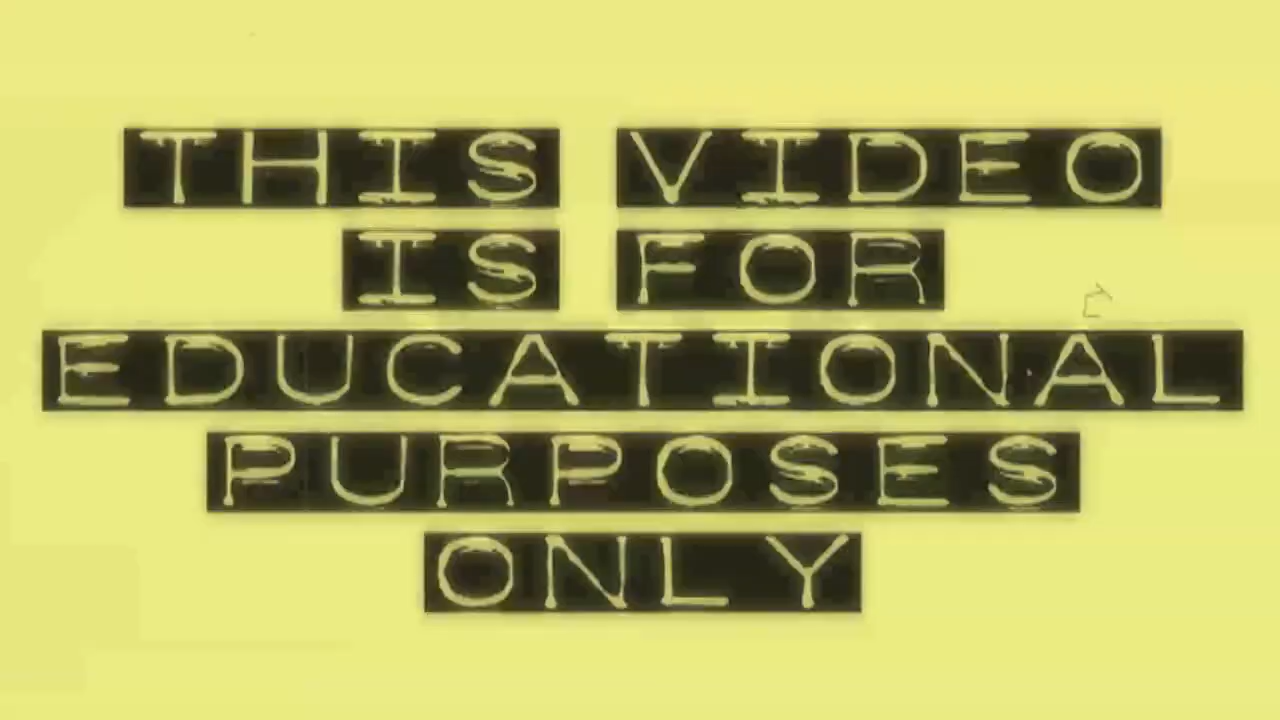 THIS VIDEO
IS FOR
EDUCATIONAL
PURPOSES
ONLY